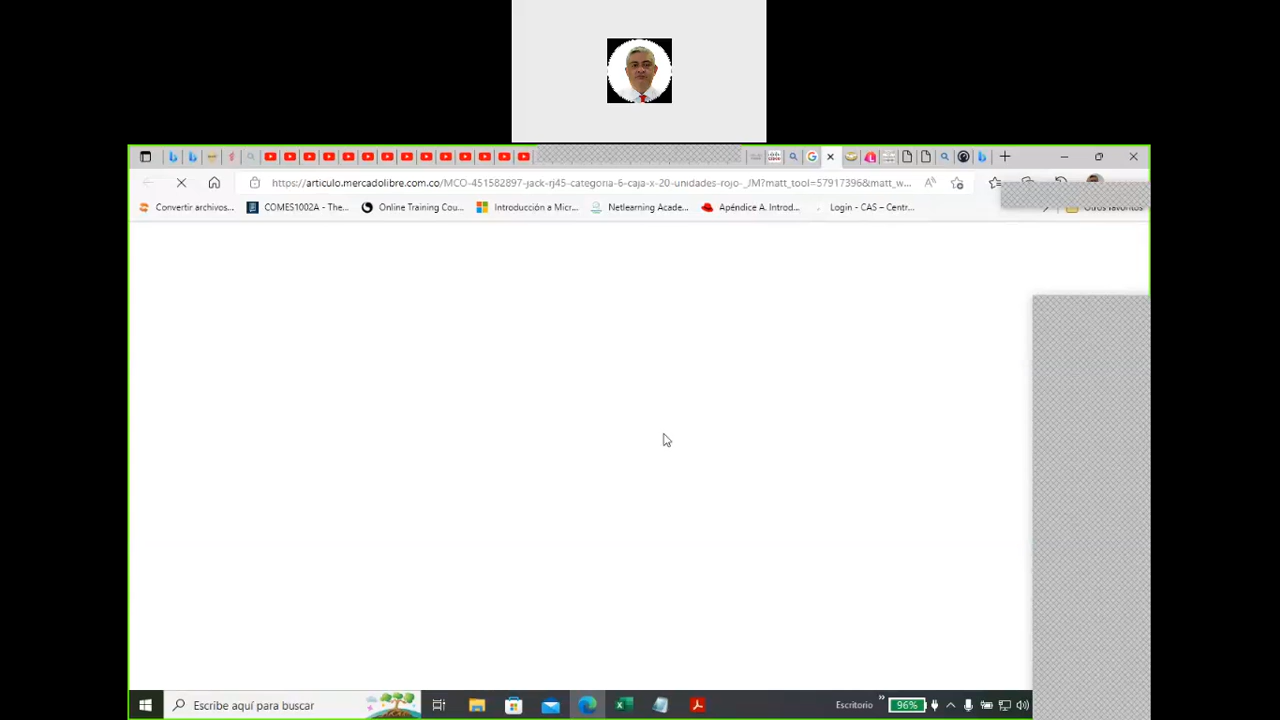 https://articulo.mercadolibre.com.co/MCO-451582897-jack-rj45-categoria-6-caja-x-20-unidades-rojo-_JM?matt_tool=57917396&matt_w...
Convertir archivos... COMES1002A - The... Online Training Cou... Introducción a Micr... Netlearning Acade... Apéndice A. Introd... Login - CAS – Centr... Otros favoritos
Escribe aquí para buscar Escritorio 96%